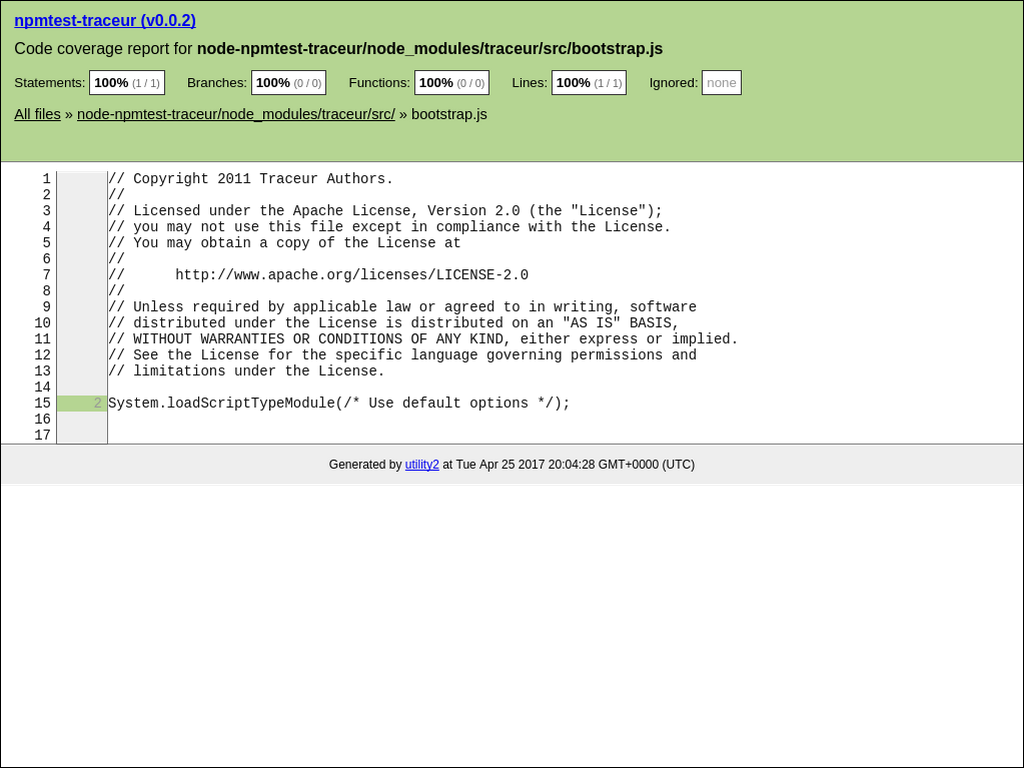 npmtest-traceur (v0.0.2)
Code coverage report for node-npmtest-traceur/node_modules/traceur/src/bootstrap.js
Statements: 100% (1 / 1) Branches: 100% (0 / 0) Functions: 100% (0 / 0) Lines: 100% (1 / 1) Ignored: none
All files » node-npmtest-traceur/node_modules/traceur/src/ » bootstrap.js
1 // Copyright 2011 Traceur Authors.
2 //
3 // Licensed under the Apache License, Version 2.0 (the "License");
4 // you may not use this file except in compliance with the License.
5 // You may obtain a copy of the License at
6 //
7 //      http://www.apache.org/licenses/LICENSE-2.0
8 //
9 // Unless required by applicable law or agreed to in writing, software
10 // distributed under the License is distributed on an "AS IS" BASIS,
11 // WITHOUT WARRANTIES OR CONDITIONS OF ANY KIND, either express or implied.
12 // See the License for the specific language governing permissions and
13 // limitations under the License.
14
15 2 System.loadScriptTypeModule(/* Use default options */);
16
17
Generated by utility2 at Tue Apr 25 2017 20:04:28 GMT+0000 (UTC)